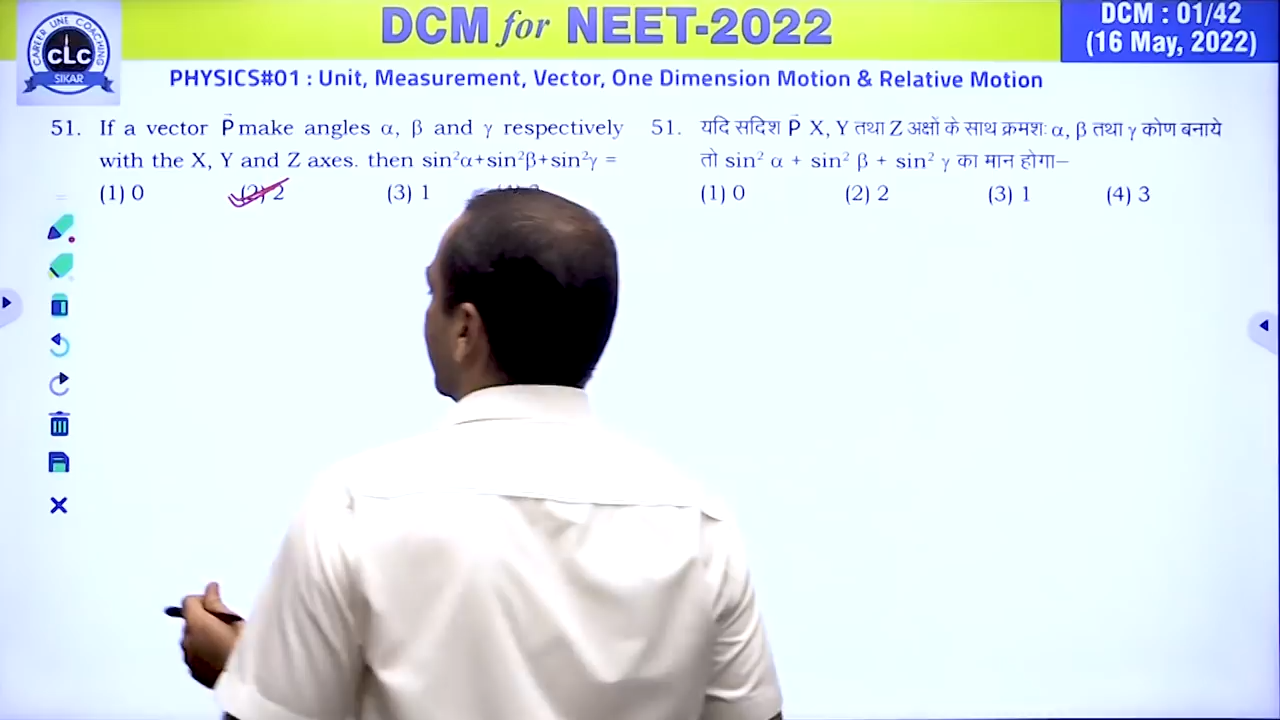 DCM for NEET-2022
DCM : 01/42
(16 May, 2022)
CAREER LINE COACHING
CLC
SIKAR
PHYSICS#01 : Unit, Measurement, Vector, One Dimension Motion & Relative Motion
51. If a vector P⃗ make angles α, β and γ respectively
with the X, Y and Z axes. then sin²α+sin²β+sin²γ =
(1) 0 (2) 2 (3) 1
51. यदि सदिश P⃗ X, Y तथा Z अक्षों के साथ क्रमशः α, β तथा γ कोण बनाये
तो sin² α + sin² β + sin² γ का मान होगा–
(1) 0 (2) 2 (3) 1 (4) 3